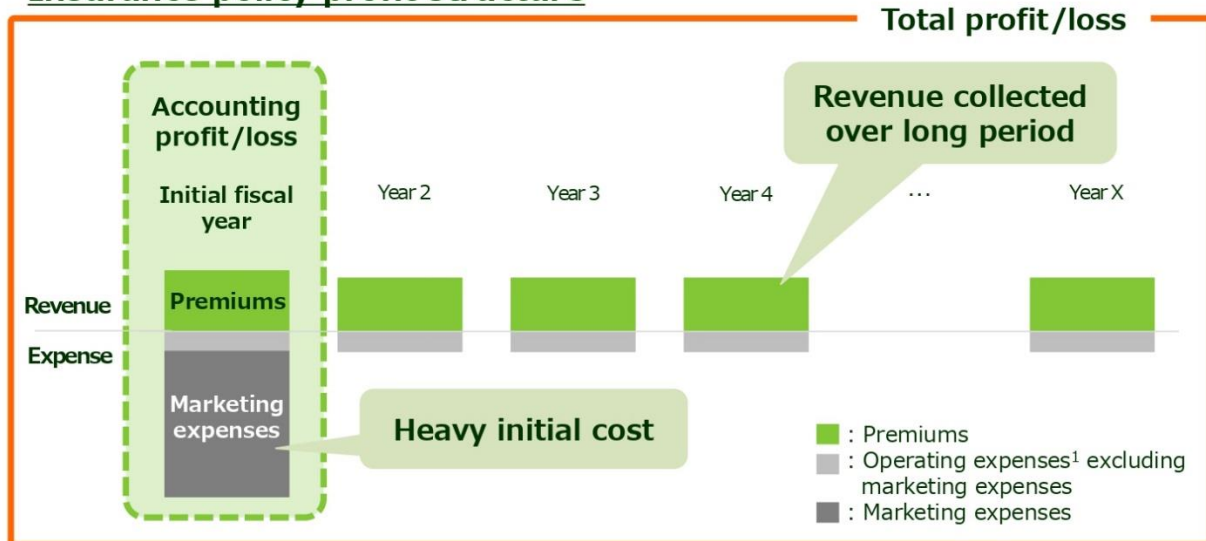 Total profit/loss
Accounting
profit/loss
Initial fiscal
year
Year 2
Year 3
Year 4
...
Year X
Revenue collected
over long period
Revenue
Premiums
Expense
Marketing
expenses
Heavy initial cost
: Premiums
: Operating expenses¹ excluding
marketing expenses
: Marketing expenses